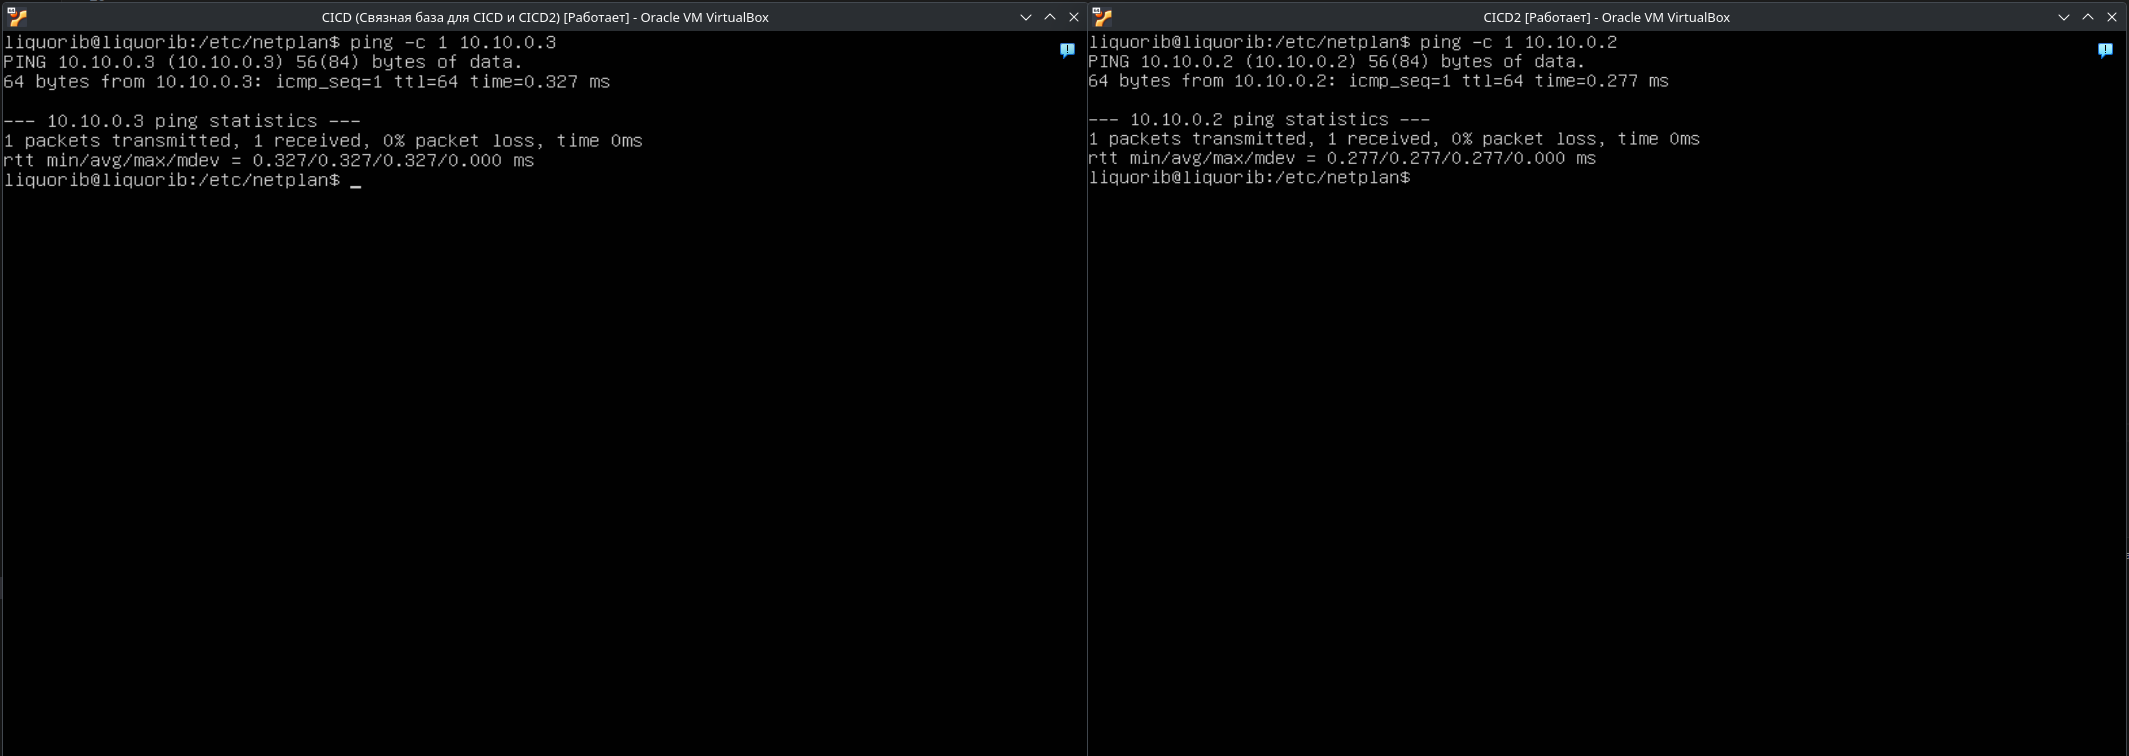 CICD (Связная база для CICD и CICD2) [Работает] - Oracle VM VirtualBox
liquorib@liquorib:/etc/netplan$ ping -c 1 10.10.0.3
PING 10.10.0.3 (10.10.0.3) 56(84) bytes of data.
64 bytes from 10.10.0.3: icmp_seq=1 ttl=64 time=0.327 ms
--- 10.10.0.3 ping statistics ---
1 packets transmitted, 1 received, 0% packet loss, time 0ms
rtt min/avg/max/mdev = 0.327/0.327/0.327/0.000 ms
liquorib@liquorib:/etc/netplan$ _
CICD2 [Работает] - Oracle VM VirtualBox
liquorib@liquorib:/etc/netplan$ ping -c 1 10.10.0.2
PING 10.10.0.2 (10.10.0.2) 56(84) bytes of data.
64 bytes from 10.10.0.2: icmp_seq=1 ttl=64 time=0.277 ms
--- 10.10.0.2 ping statistics ---
1 packets transmitted, 1 received, 0% packet loss, time 0ms
rtt min/avg/max/mdev = 0.277/0.277/0.277/0.000 ms
liquorib@liquorib:/etc/netplan$